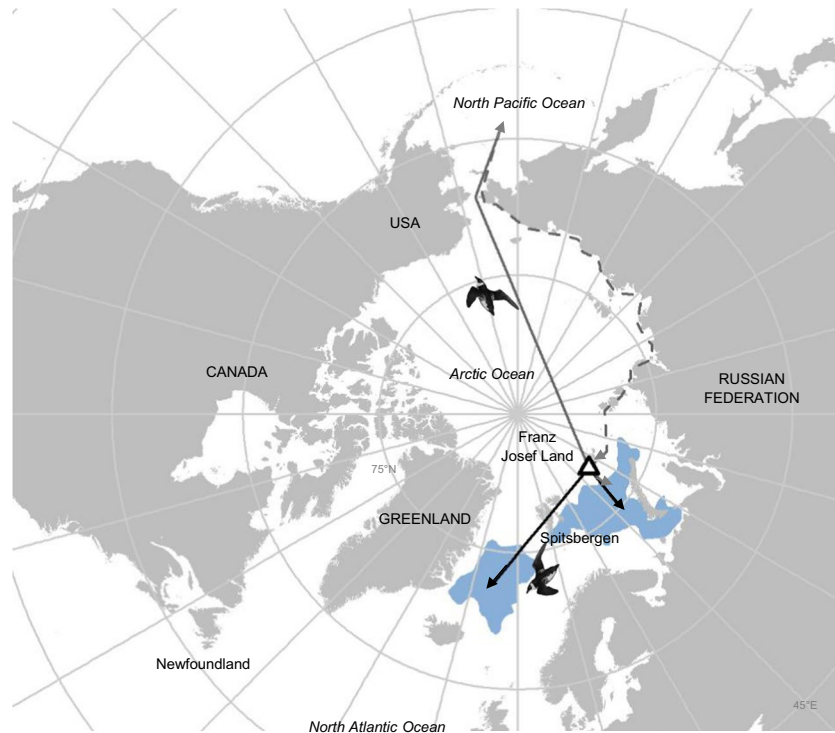 North Pacific Ocean
USA
CANADA
Arctic Ocean
RUSSIAN
FEDERATION
Franz
Josef Land
75°N
GREENLAND
Spitsbergen
Newfoundland
45°E
North Atlantic Ocean